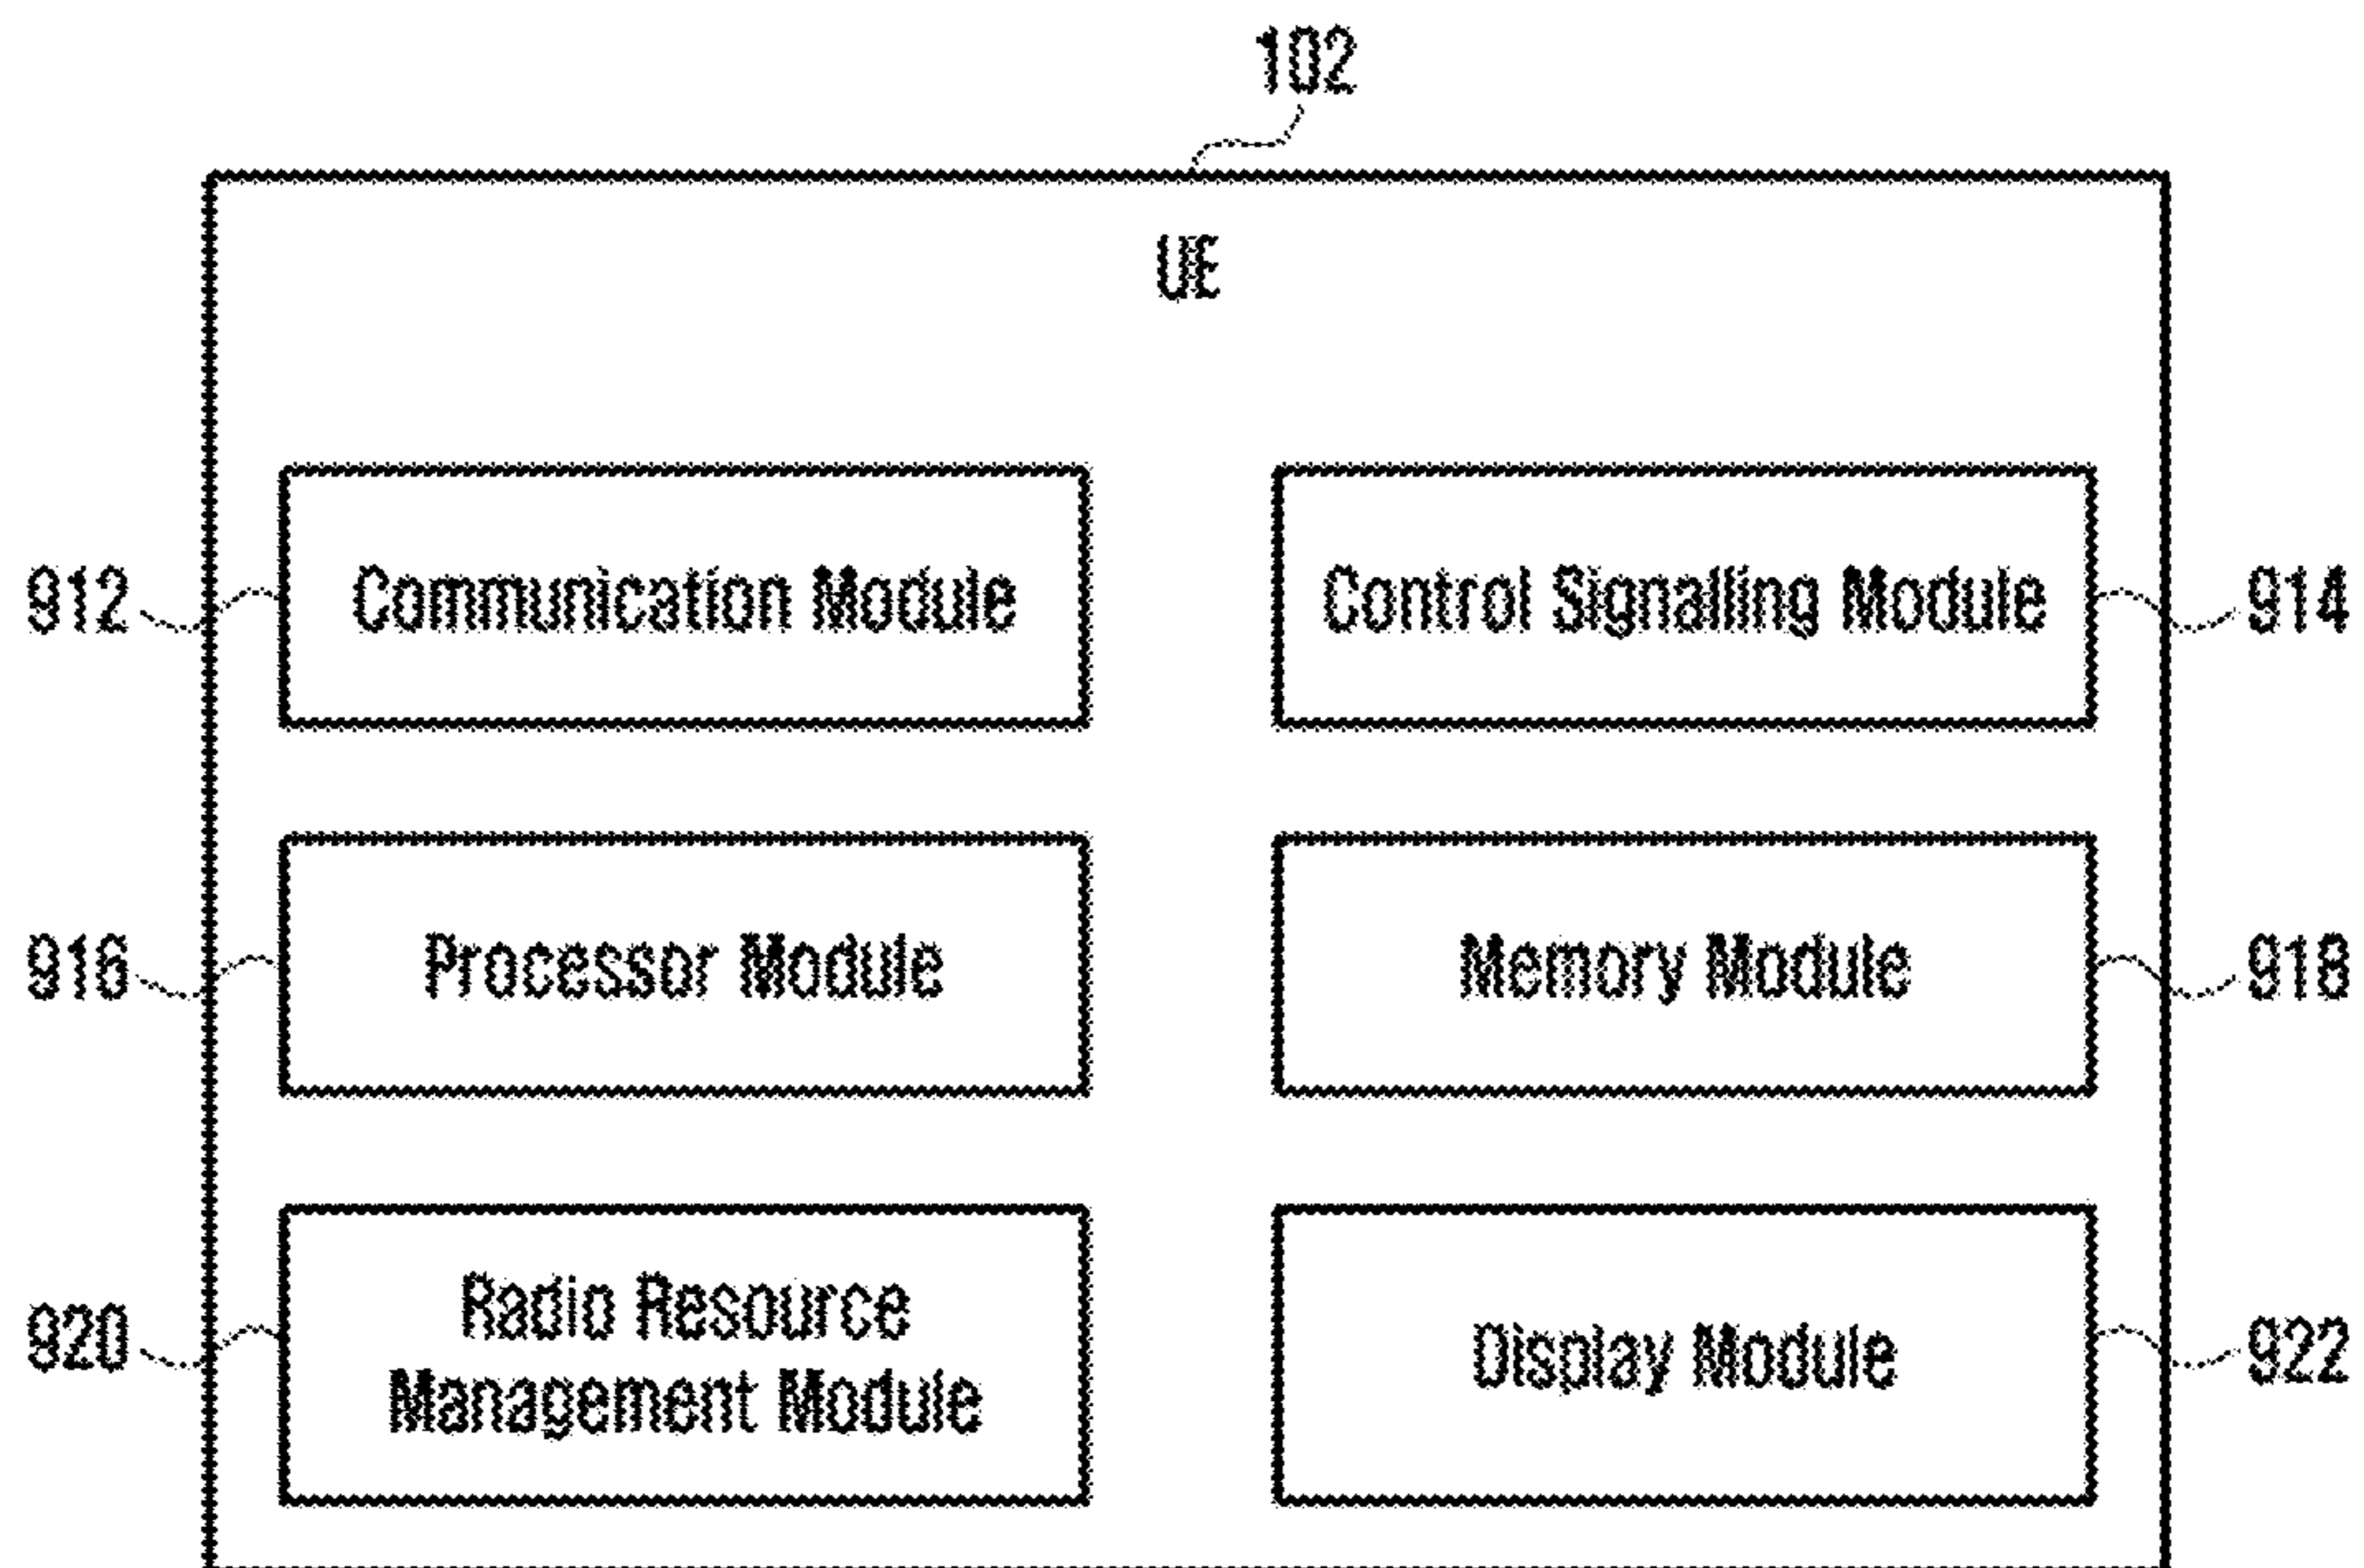 102
UE
912
Communication Module
Control Signalling Module
914
916
Processor Module
Memory Module
918
920
Radio Resource
Management Module
Display Module
922